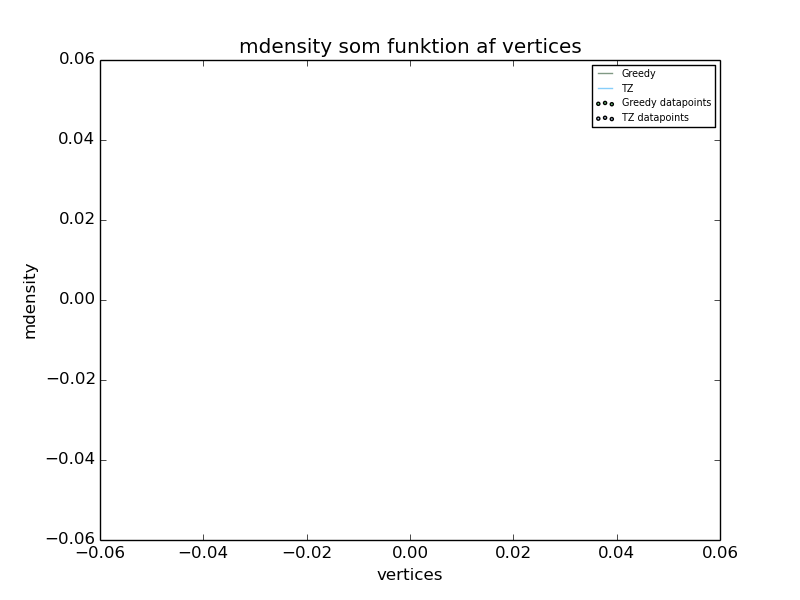 mdensity som funktion af vertices
0.06
Greedy
TZ
Greedy datapoints
TZ datapoints
0.04
0.02
mdensity
0.00
−0.02
−0.04
−0.06
−0.06 −0.04 −0.02 0.00 0.02 0.04 0.06
vertices